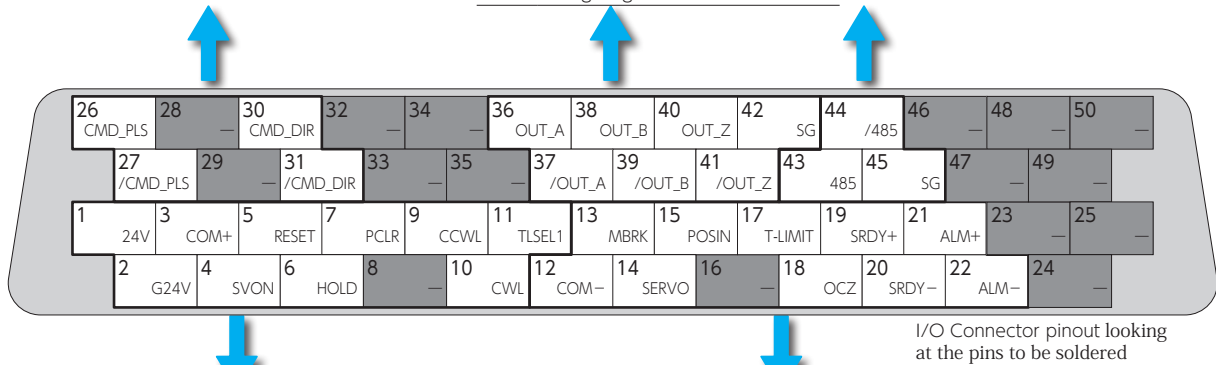 26 28 30 32 34 36 38 40 42 44 46 48 50
CMD_PLS — CMD_DIR — — OUT_A OUT_B OUT_Z SG /485 — — —
27 29 31 33 35 37 39 41 43 45 47 49
/CMD_PLS — /CMD_DIR — — /OUT_A /OUT_B /OUT_Z 485 SG — —
1 3 5 7 9 11 13 15 17 19 21 23 25
24V COM+ RESET PCLR CCWL TLSEL1 MBRK POSIN T-LIMIT SRDY+ ALM+ — —
2 4 6 8 10 12 14 16 18 20 22 24
G24V SVON HOLD — CWL COM− SERVO — OCZ SRDY− ALM− —
I/O Connector pinout looking
at the pins to be soldered